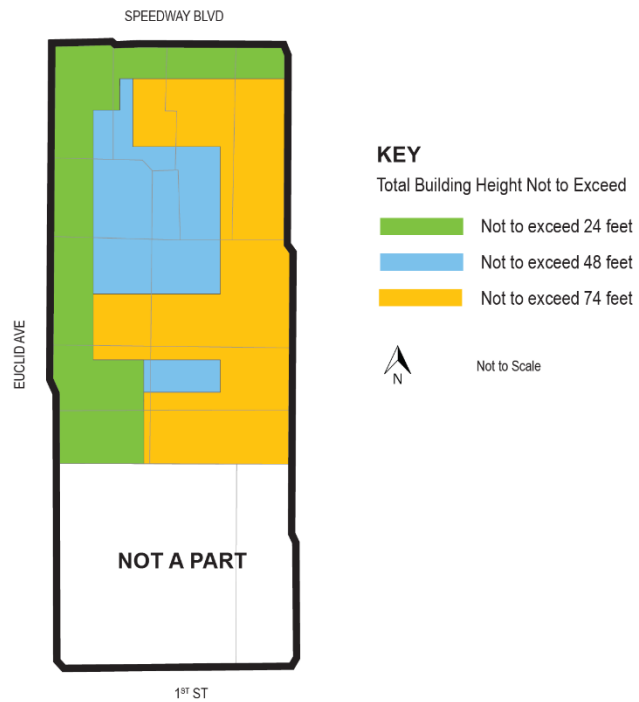 SPEEDWAY BLVD
KEY
Total Building Height Not to Exceed
Not to exceed 24 feet
Not to exceed 48 feet
Not to exceed 74 feet
EUCLID AVE
N
Not to Scale
NOT A PART
1ST ST